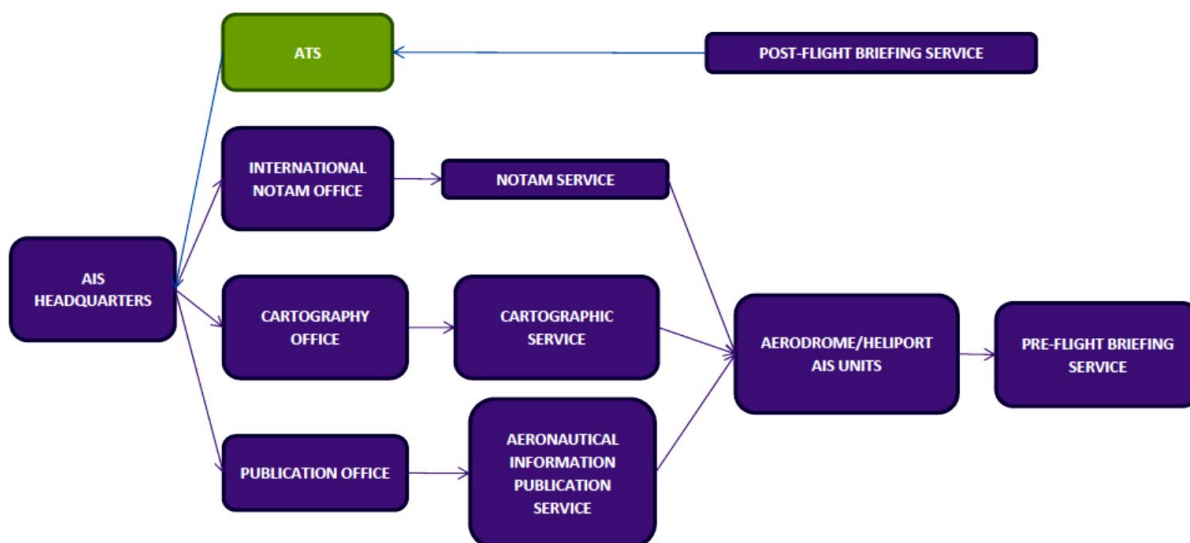 ATS
POST-FLIGHT BRIEFING SERVICE
INTERNATIONAL
NOTAM OFFICE
NOTAM SERVICE
AIS
HEADQUARTERS
CARTOGRAPHY
OFFICE
CARTOGRAPHIC
SERVICE
AERODROME/HELIPORT
AIS UNITS
PRE-FLIGHT BRIEFING
SERVICE
PUBLICATION OFFICE
AERONAUTICAL
INFORMATION
PUBLICATION
SERVICE